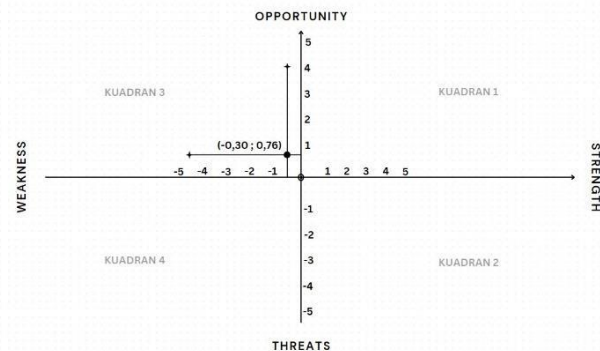 OPPORTUNITY
5
4
KUADRAN 3
3
KUADRAN 1
2
(-0,30 ; 0,76)
1
-5 -4 -3 -2 -1
1 2 3 4 5
WEAKNESS
STRENGTH
-1
-2
KUADRAN 4
-3
KUADRAN 2
-4
-5
THREATS